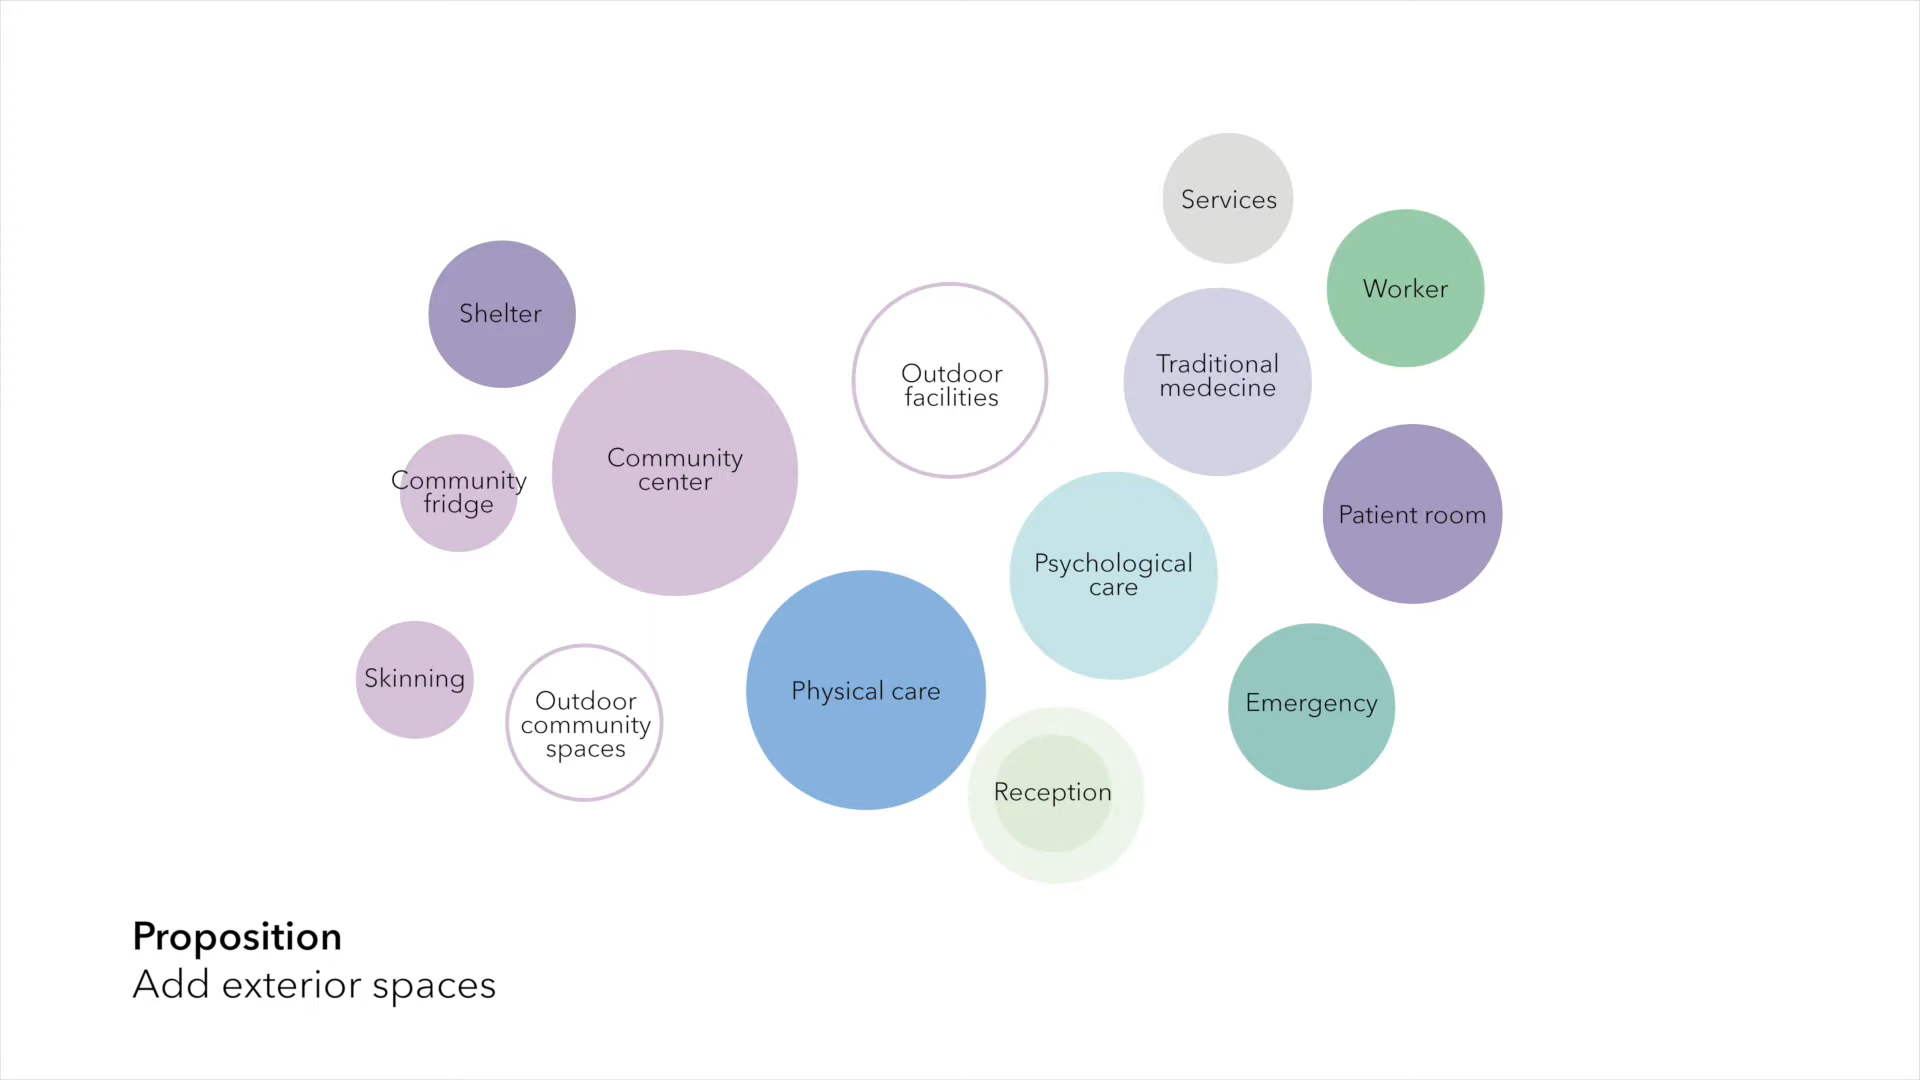 Services
Worker
Shelter
Outdoor
facilities
Traditional
medecine
Community
center
Community
fridge
Patient room
Psychological
care
Skinning
Outdoor
community
spaces
Physical care
Emergency
Reception
Proposition
Add exterior spaces